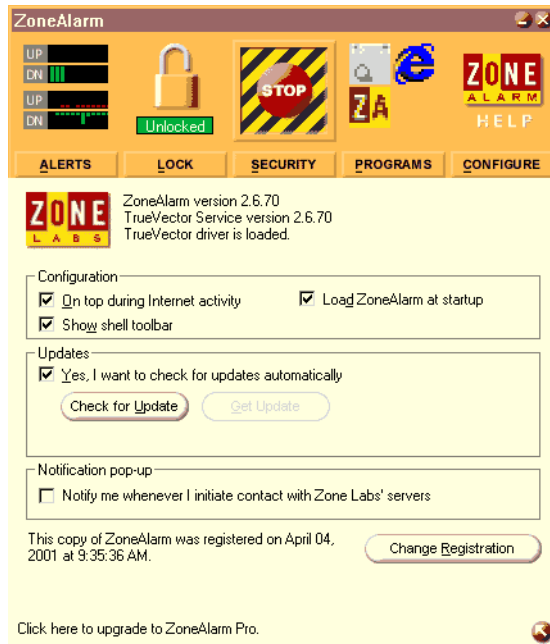 ZoneAlarm
UP
DN
UP
DN
Unlocked
STOP
ZA
ZONE
ALARM
HELP
ALERTS
LOCK
SECURITY
PROGRAMS
CONFIGURE
ZONE
LABS
ZoneAlarm version 2.6.70
TrueVector Service version 2.6.70
TrueVector driver is loaded.
Configuration
On top during Internet activity
Load ZoneAlarm at startup
Show shell toolbar
Updates
Yes, I want to check for updates automatically
Check for Update
Get Update
Notification pop-up
Notify me whenever I initiate contact with Zone Labs' servers
This copy of ZoneAlarm was registered on April 04,
2001 at 9:35:36 AM.
Change Registration
Click here to upgrade to ZoneAlarm Pro.